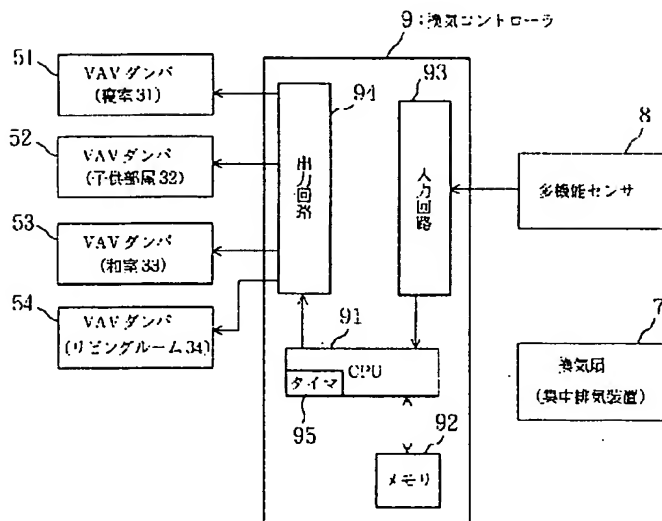 9：換気コントローラ
51
VAVダンパ
(寝室31)
52
VAVダンパ
(子供部屋32)
53
VAVダンパ
(和室33)
54
VAVダンパ
(リビングルーム34)
94
出力回路
93
入力回路
8
多機能センサ
91
CPU
タイマ
95
92
メモリ
7
換気扇
(集中排気装置)